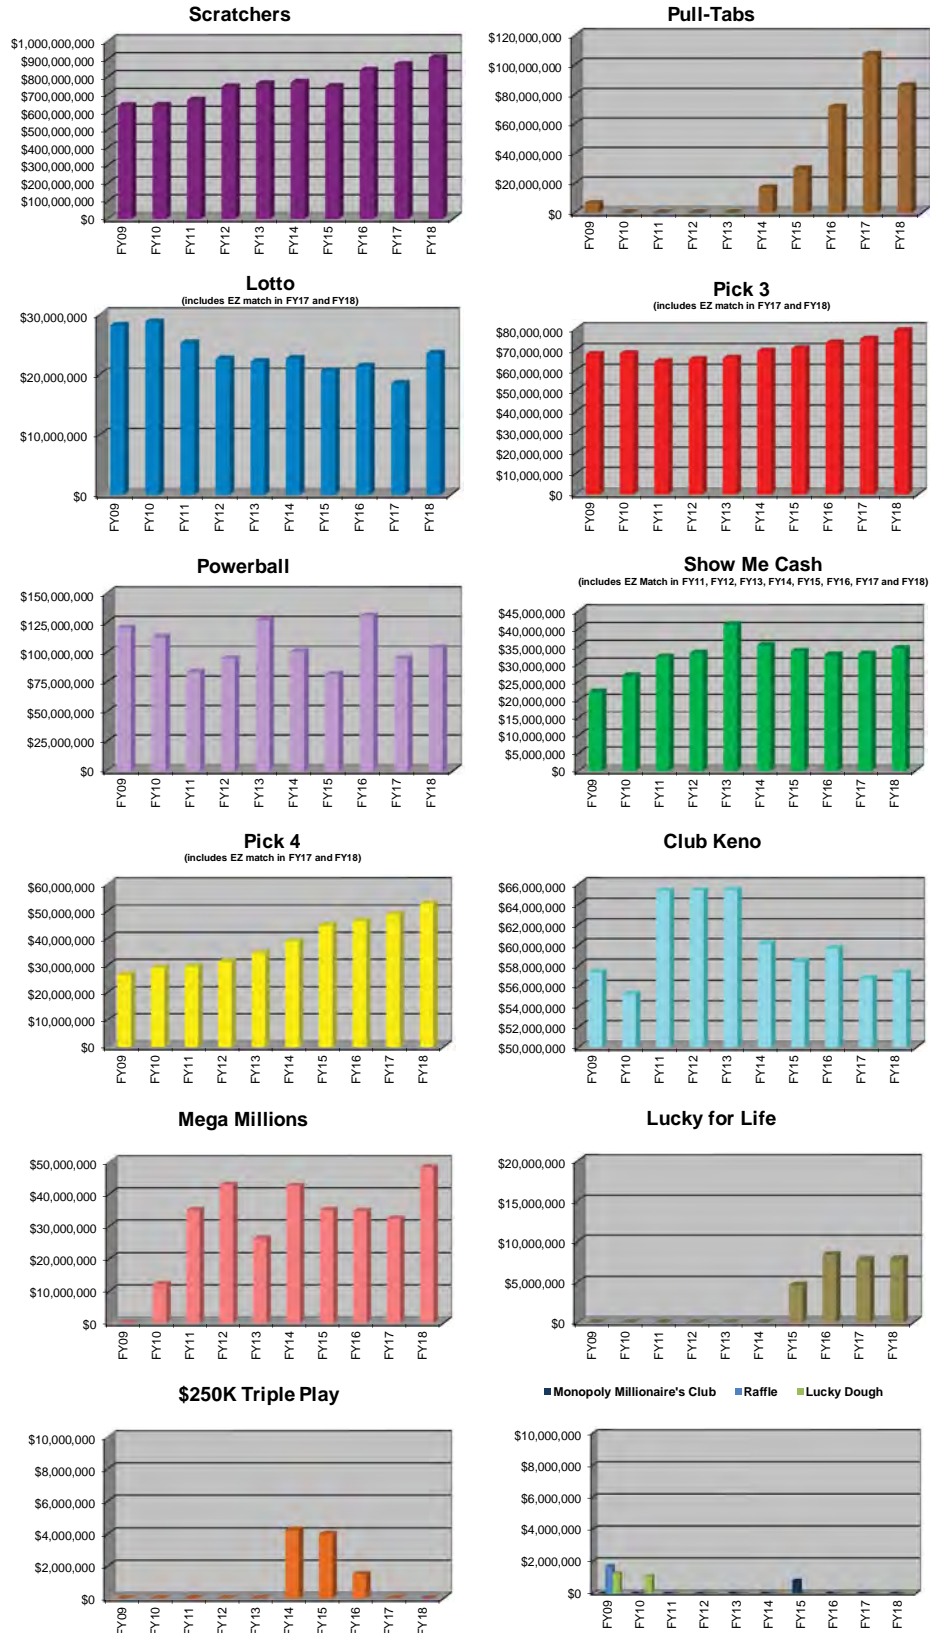 Scratchers
$1,000,000,000
$900,000,000
$800,000,000
$700,000,000
$600,000,000
$500,000,000
$400,000,000
$300,000,000
$200,000,000
$100,000,000
$0
FY09
FY10
FY11
FY12
FY13
FY14
FY15
FY16
FY17
FY18
Pull-Tabs
$120,000,000
$100,000,000
$80,000,000
$60,000,000
$40,000,000
$20,000,000
$0
FY09
FY10
FY11
FY12
FY13
FY14
FY15
FY16
FY17
FY18
Lotto
(includes EZ match in FY17 and FY18)
$30,000,000
$20,000,000
$10,000,000
$0
FY09
FY10
FY11
FY12
FY13
FY14
FY15
FY16
FY17
FY18
Pick 3
(includes EZ match in FY17 and FY18)
$80,000,000
$70,000,000
$60,000,000
$50,000,000
$40,000,000
$30,000,000
$20,000,000
$10,000,000
$0
FY09
FY10
FY11
FY12
FY13
FY14
FY15
FY16
FY17
FY18
Powerball
$150,000,000
$125,000,000
$100,000,000
$75,000,000
$50,000,000
$25,000,000
$0
FY09
FY10
FY11
FY12
FY13
FY14
FY15
FY16
FY17
FY18
Show Me Cash
(includes EZ Match in FY11, FY12, FY13, FY14, FY15, FY16, FY17 and FY18)
$45,000,000
$40,000,000
$35,000,000
$30,000,000
$25,000,000
$20,000,000
$15,000,000
$10,000,000
$5,000,000
$0
FY09
FY10
FY11
FY12
FY13
FY14
FY15
FY16
FY17
FY18
Pick 4
(includes EZ match in FY17 and FY18)
$60,000,000
$50,000,000
$40,000,000
$30,000,000
$20,000,000
$10,000,000
$0
FY09
FY10
FY11
FY12
FY13
FY14
FY15
FY16
FY17
FY18
Club Keno
$66,000,000
$64,000,000
$62,000,000
$60,000,000
$58,000,000
$56,000,000
$54,000,000
$52,000,000
$50,000,000
FY09
FY10
FY11
FY12
FY13
FY14
FY15
FY16
FY17
FY18
Mega Millions
$50,000,000
$40,000,000
$30,000,000
$20,000,000
$10,000,000
$0
FY09
FY10
FY11
FY12
FY13
FY14
FY15
FY16
FY17
FY18
Lucky for Life
$20,000,000
$15,000,000
$10,000,000
$5,000,000
$0
FY09
FY10
FY11
FY12
FY13
FY14
FY15
FY16
FY17
FY18
$250K Triple Play
$10,000,000
$8,000,000
$6,000,000
$4,000,000
$2,000,000
$0
FY09
FY10
FY11
FY12
FY13
FY14
FY15
FY16
FY17
FY18
Monopoly Millionaire's Club Raffle Lucky Dough
$10,000,000
$8,000,000
$6,000,000
$4,000,000
$2,000,000
$0
FY09
FY10
FY11
FY12
FY13
FY14
FY15
FY16
FY17
FY18